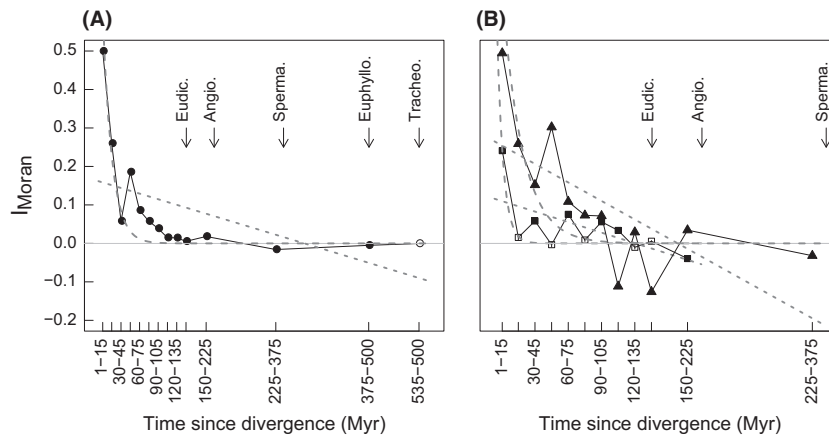 (A)
(B)
I Moran
0.5
0.4
0.3
0.2
0.1
0.0
−0.1
−0.2
Eudic.
Angio.
Sperma.
Euphyllo.
Tracheo.
1−15
30−45
60−75
90−105
120−135
150−225
225−375
375−500
535−500
Time since divergence (Myr)
Eudic.
Angio.
Sperma.
1−15
30−45
60−75
90−105
120−135
150−225
225−375
Time since divergence (Myr)